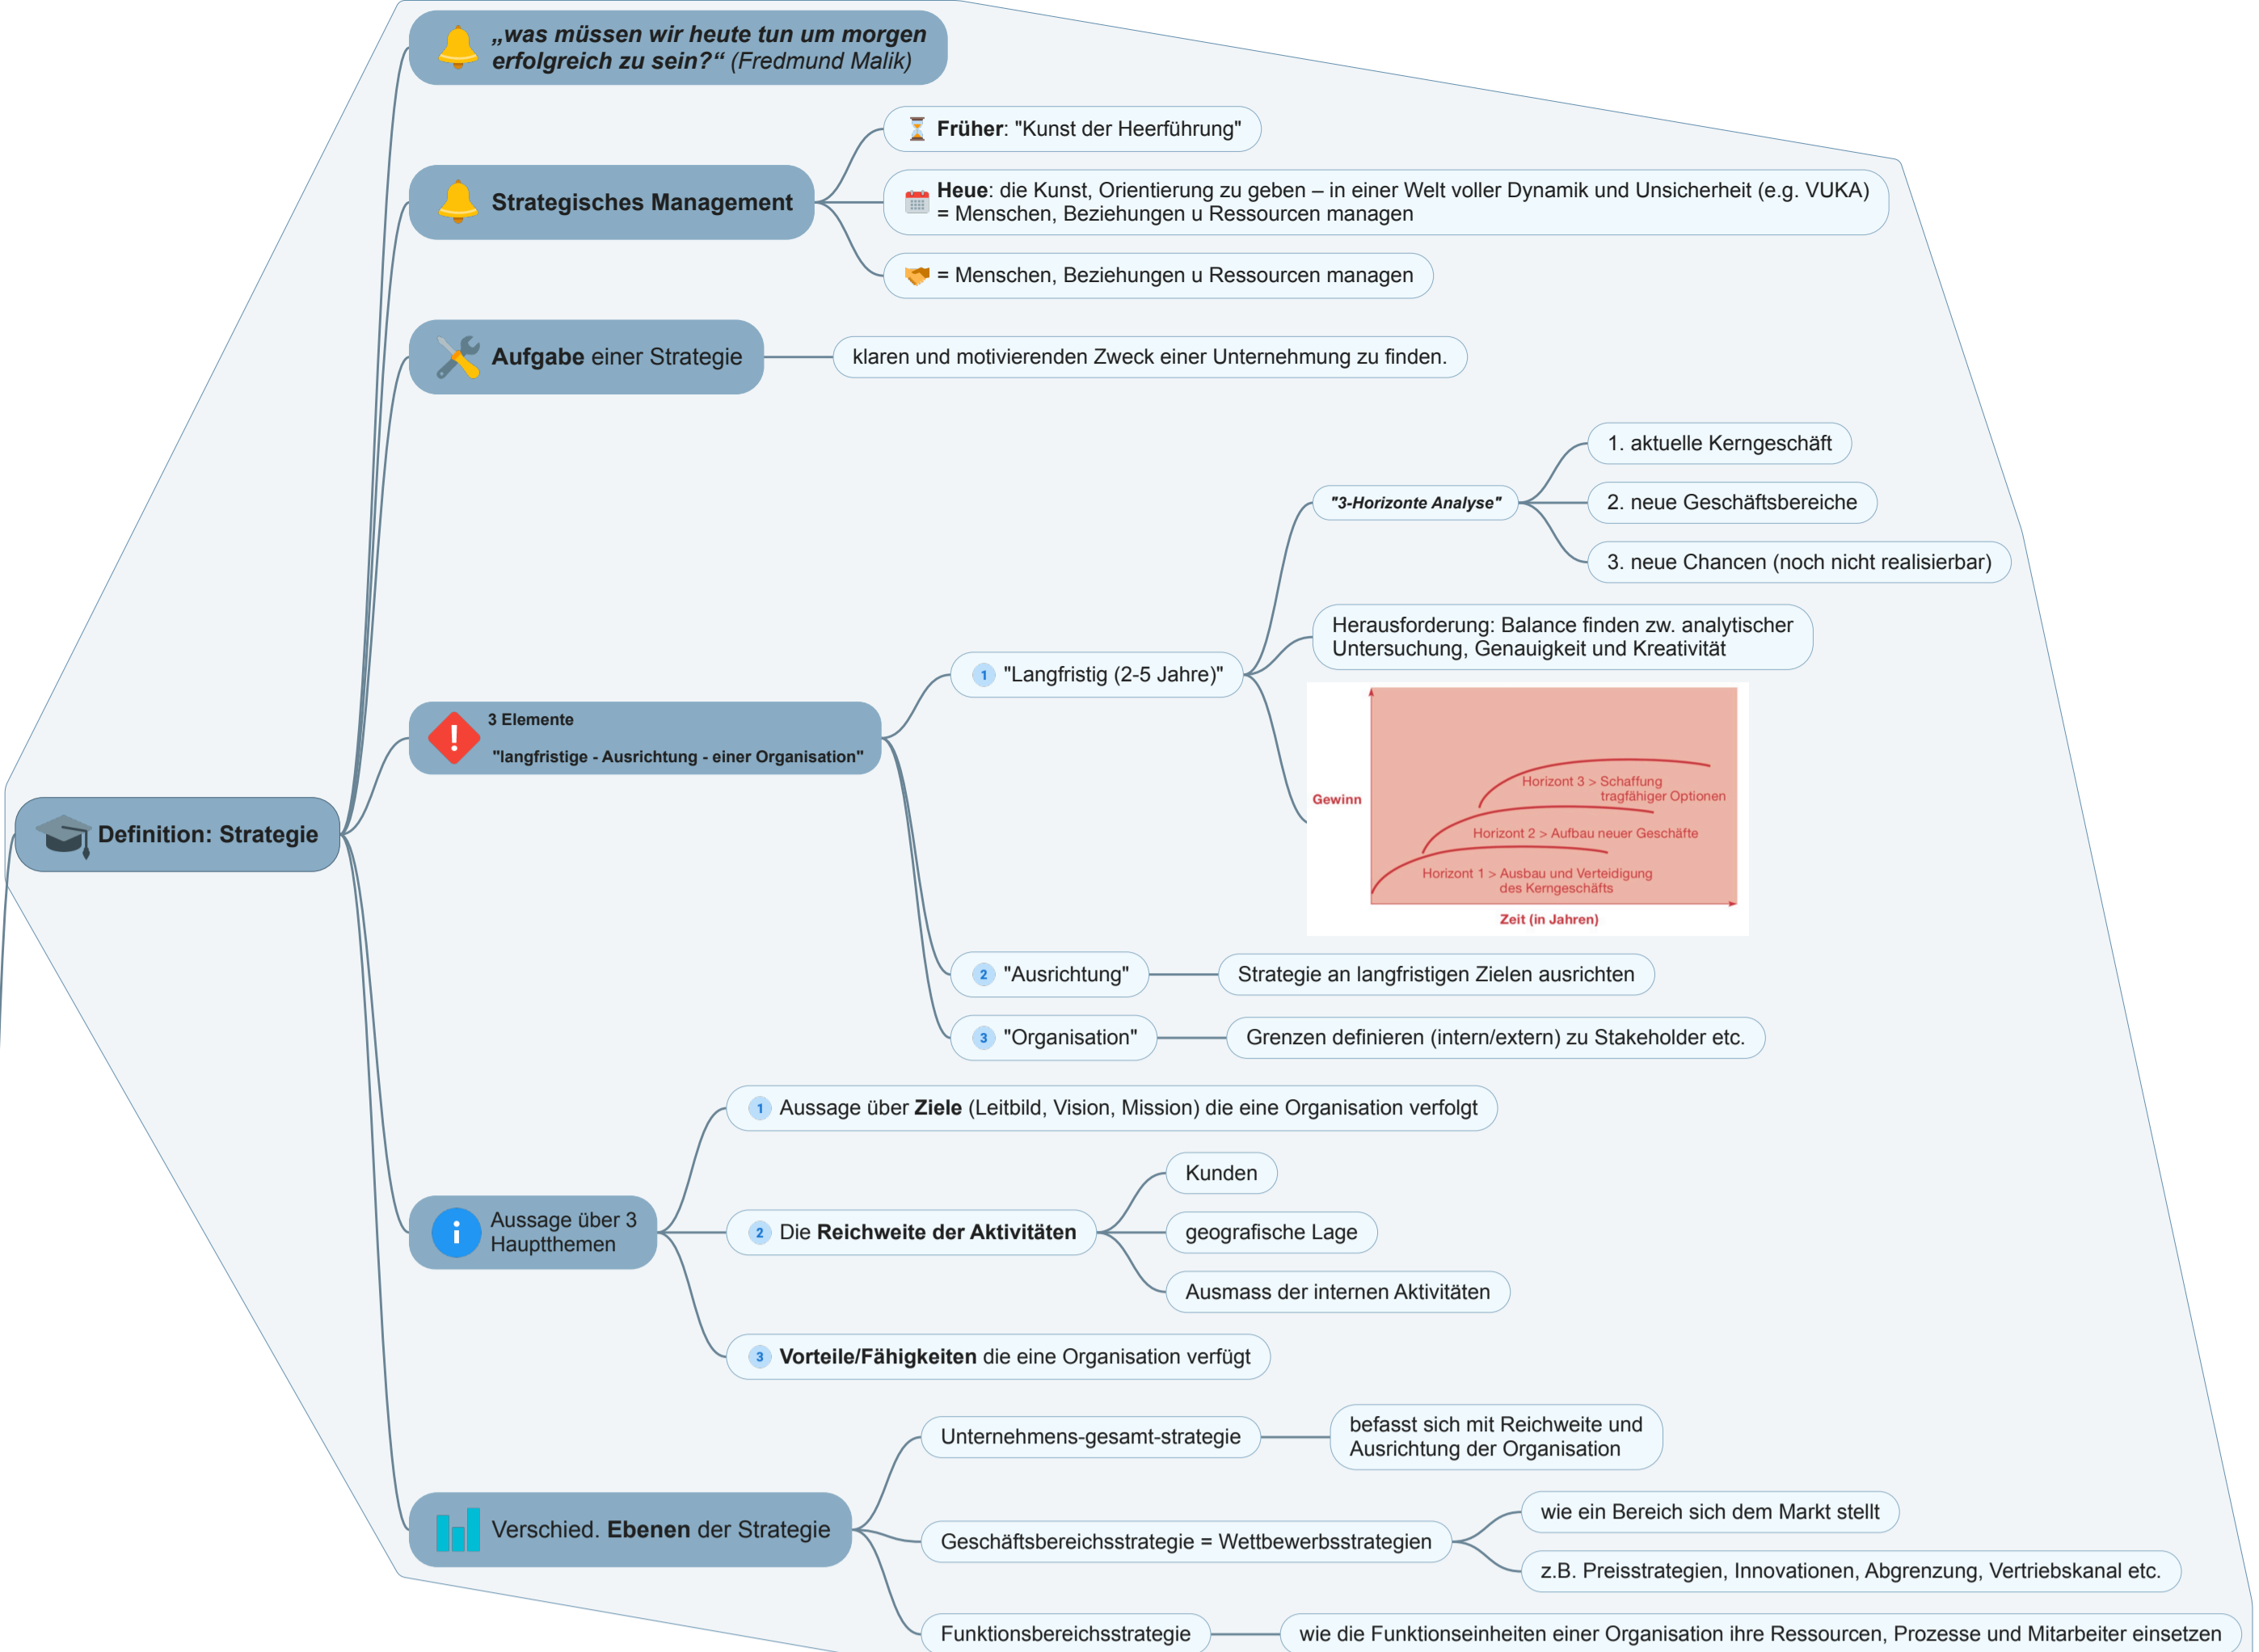 „was müssen wir heute tun um morgen
erfolgreich zu sein?“ (Fredmund Malik)
Strategisches Management
Früher: "Kunst der Heerführung"
Heue: die Kunst, Orientierung zu geben – in einer Welt voller Dynamik und Unsicherheit (e.g. VUKA)
= Menschen, Beziehungen u Ressourcen managen
= Menschen, Beziehungen u Ressourcen managen
Aufgabe einer Strategie
klaren und motivierenden Zweck einer Unternehmung zu finden.
Definition: Strategie
3 Elemente
"langfristige - Ausrichtung - einer Organisation"
1 "Langfristig (2-5 Jahre)"
"3-Horizonte Analyse"
1. aktuelle Kerngeschäft
2. neue Geschäftsbereiche
3. neue Chancen (noch nicht realisierbar)
Herausforderung: Balance finden zw. analytischer
Untersuchung, Genauigkeit und Kreativität
Gewinn
Horizont 3 > Schaffung
tragfähiger Optionen
Horizont 2 > Aufbau neuer Geschäfte
Horizont 1 > Ausbau und Verteidigung
des Kerngeschäfts
Zeit (in Jahren)
2 "Ausrichtung"
Strategie an langfristigen Zielen ausrichten
3 "Organisation"
Grenzen definieren (intern/extern) zu Stakeholder etc.
Aussage über 3
Hauptthemen
1 Aussage über Ziele (Leitbild, Vision, Mission) die eine Organisation verfolgt
2 Die Reichweite der Aktivitäten
Kunden
geografische Lage
Ausmass der internen Aktivitäten
3 Vorteile/Fähigkeiten die eine Organisation verfügt
Verschied. Ebenen der Strategie
Unternehmens-gesamt-strategie
befasst sich mit Reichweite und
Ausrichtung der Organisation
Geschäftsbereichsstrategie = Wettbewerbsstrategien
wie ein Bereich sich dem Markt stellt
z.B. Preisstrategien, Innovationen, Abgrenzung, Vertriebskanal etc.
Funktionsbereichsstrategie
wie die Funktionseinheiten einer Organisation ihre Ressourcen, Prozesse und Mitarbeiter einsetzen